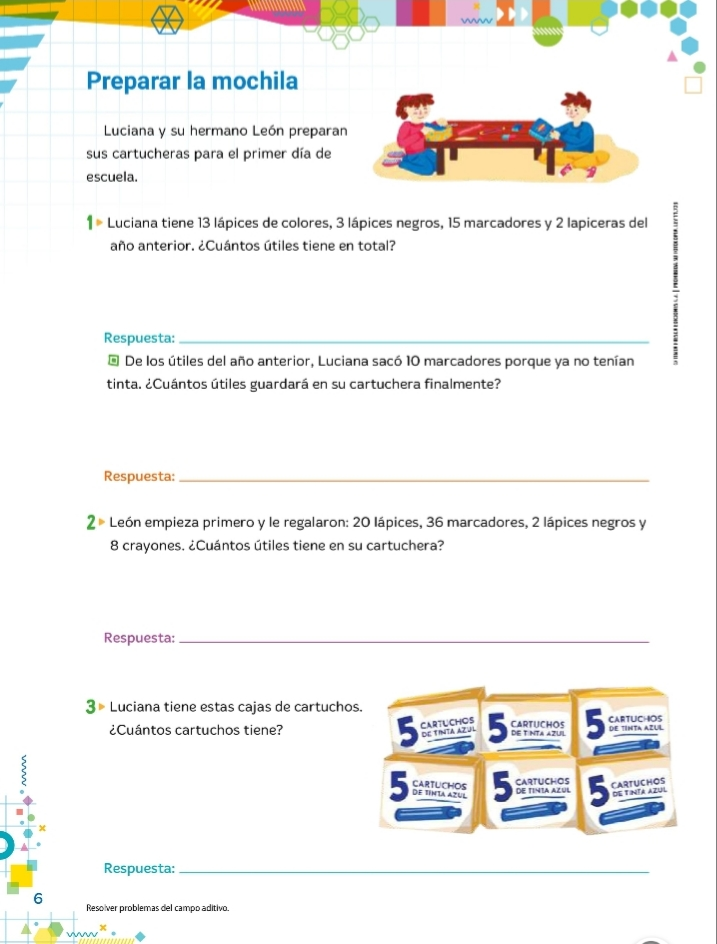 Preparar la mochila
Luciana y su hermano León preparan
sus cartucheras para el primer día de
escuela.
1 Luciana tiene 13 lápices de colores, 3 lápices negros, 15 marcadores y 2 lapiceras del
año anterior. ¿Cuántos útiles tiene en total?
Respuesta:
De los útiles del año anterior, Luciana sacó 10 marcadores porque ya no tenían
tinta. ¿Cuántos útiles guardará en su cartuchera finalmente?
Respuesta:
2 León empieza primero y le regalaron: 20 lápices, 36 marcadores, 2 lápices negros y
8 crayones. ¿Cuántos útiles tiene en su cartuchera?
Respuesta:
3 Luciana tiene estas cajas de cartuchos.
¿Cuántos cartuchos tiene?
5 CARTUCHOS
DE TINTA AZUL
5 CARTUCHOS
DE TINTA AZUL
5 CARTUCHOS
DE TINTA AZUL
5 CARTUCHOS
DE TINTA AZUL
5 CARTUCHOS
DE TINTA AZUL
5 CARTUCHOS
DE TINTA AZUL
Respuesta:
6
Resolver problemas del campo aditivo.